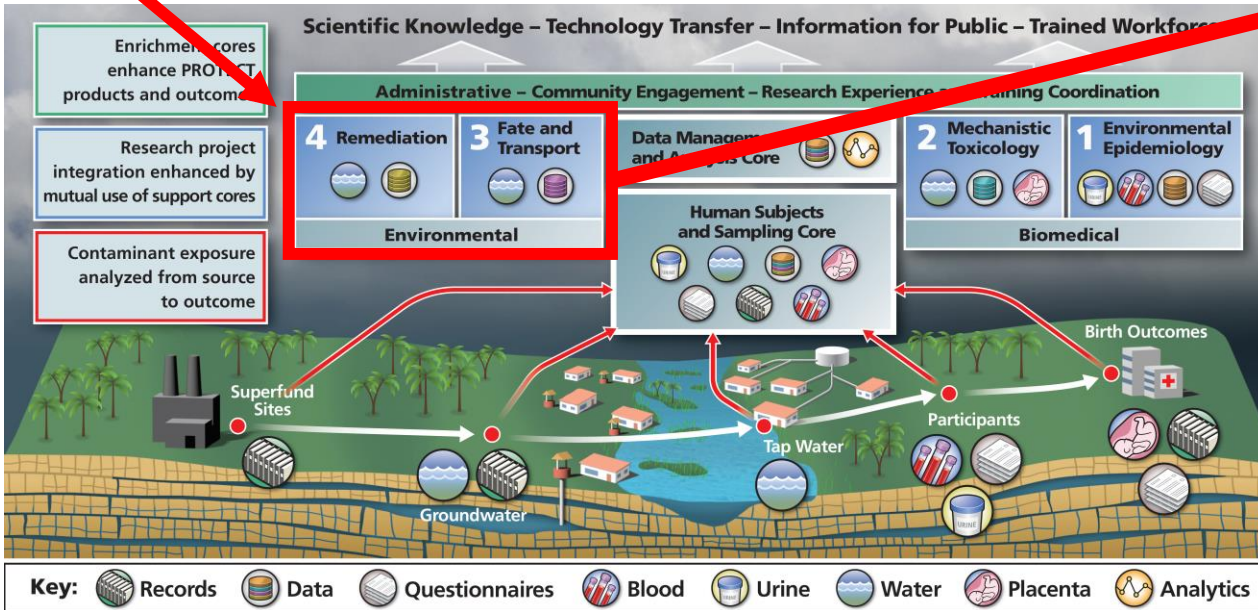 Scientific Knowledge – Technology Transfer – Information for Public – Trained Workforce
Enrichment cores
enhance PROTECT
products and outcomes
Research project
integration enhanced by
mutual use of support cores
Contaminant exposure
analyzed from source
to outcome
Administrative – Community Engagement – Research Experience and Training Coordination
4 Remediation
3 Fate and
Transport
Environmental
Data Management
and Analysis Core
Human Subjects
and Sampling Core
URINE
2 Mechanistic
Toxicology
1 Environmental
Epidemiology
URINE
Biomedical
Superfund
Sites
Groundwater
Tap Water
Participants
URINE
Birth Outcomes
Key: Records Data Questionnaires Blood Urine Water Placenta Analytics